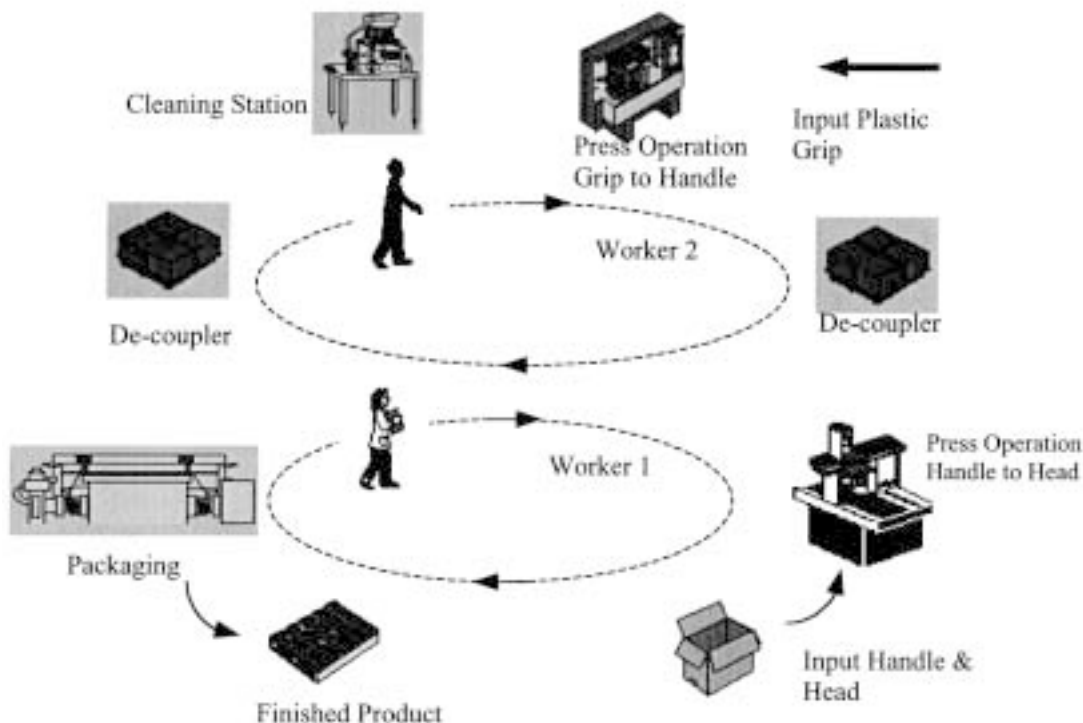 Cleaning Station
Press Operation
Grip to Handle
Input Plastic
Grip
Worker 2
De-coupler
De-coupler
Worker 1
Press Operation
Handle to Head
Packaging
Input Handle &
Head
Finished Product